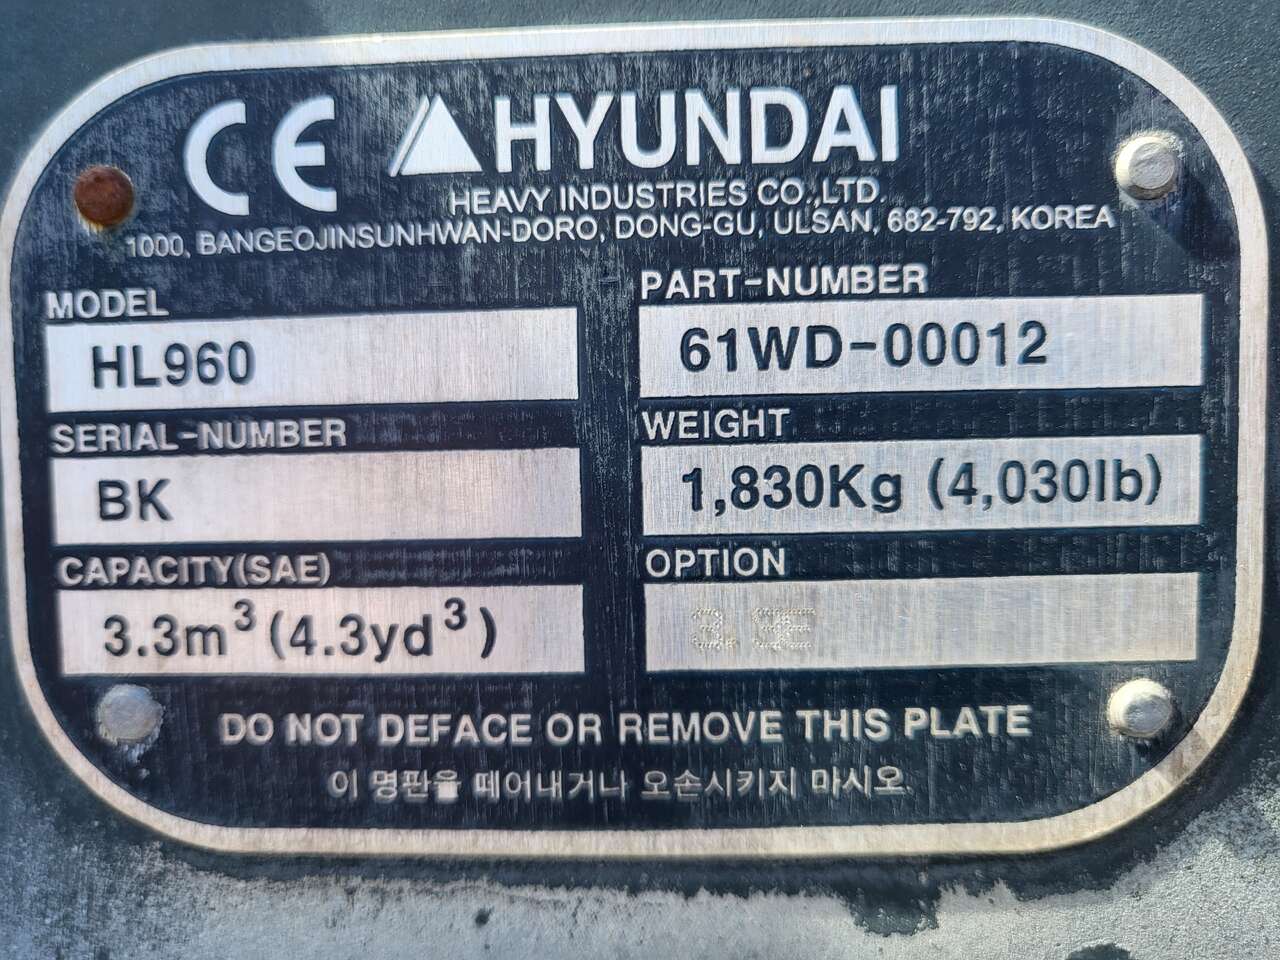 CE HYUNDAI
HEAVY INDUSTRIES CO.,LTD.
1000, BANGEOJINSUNHWAN-DORO, DONG-GU, ULSAN, 682-792, KOREA
MODEL
HL960
PART-NUMBER
61WD-00012
SERIAL-NUMBER
BK
WEIGHT
1,830Kg (4,030lb)
CAPACITY(SAE)
3.3m³ (4.3yd³)
OPTION
DO NOT DEFACE OR REMOVE THIS PLATE
이 명판을 떼어내거나 오손시키지 마시오.